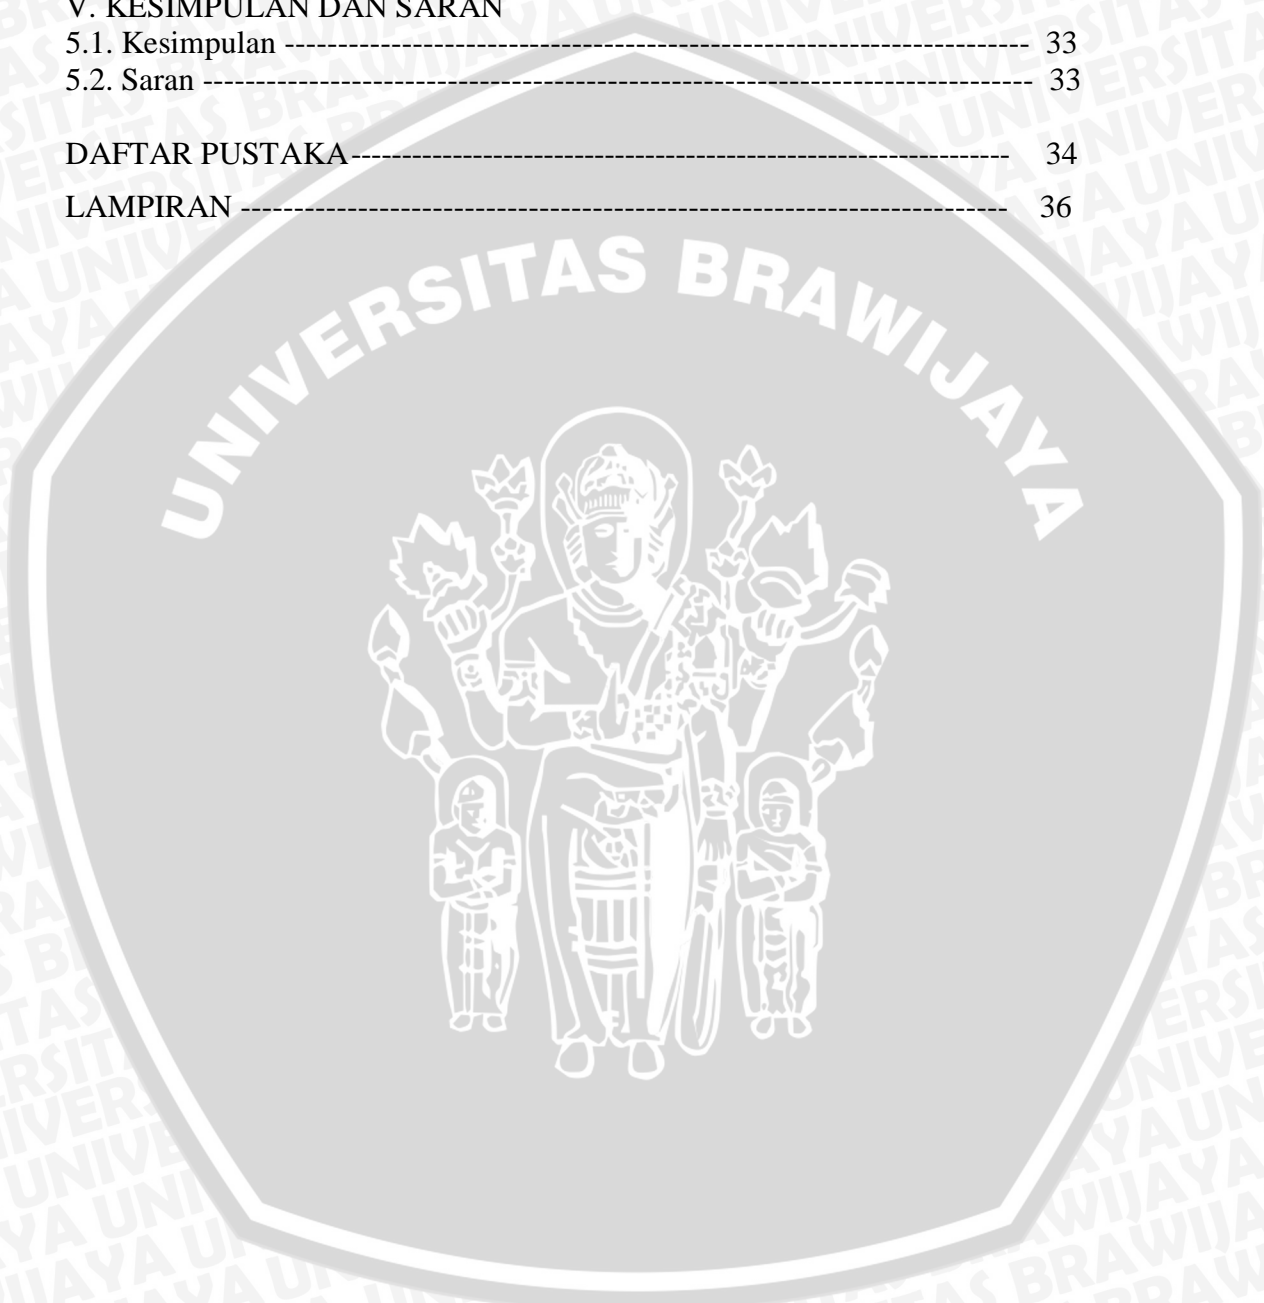 V. KESIMPULAN DAN SARAN
5.1. Kesimpulan ---------------------------------------------------------------------- 33
5.2. Saran ------------------------------------------------------------------------------ 33
DAFTAR PUSTAKA-------------------------------------------------------------- 34
LAMPIRAN ------------------------------------------------------------------------ 36
UNIVERSITAS BRAWIJAYA